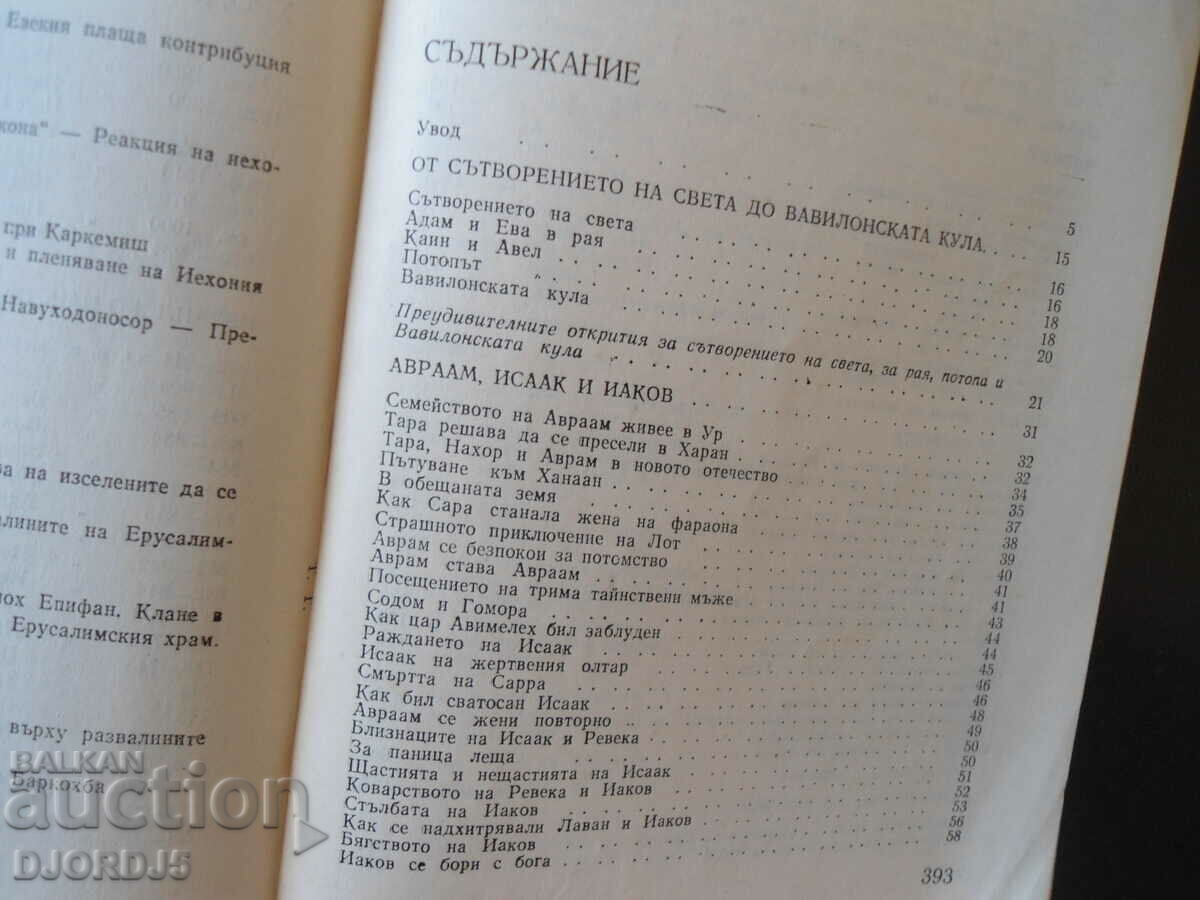 Езекия плаща контрибуция
кона“ — Реакция на нехо-
при Каркемиш
и пленяване на Иехония
Навуходоносор — Пре-
ва на изселените да се
алините на Ерусалим-
ох Епифан. Клане в
Ерусалимския храм.
върху развалините
Баркохба
СЪДЪРЖАНИЕ
Увод . . . 5
ОТ СЪТВОРЕНИЕТО НА СВЕТА ДО ВАВИЛОНСКАТА КУЛА . . . 15
Сътворението на света . . . 16
Адам и Ева в рая . . . 16
Каин и Авел . . . 18
Потопът . . . 18
Вавилонската кула . . . 20
Преудивителните открития за сътворението на света, за рая, потопа и
Вавилонската кула . . . 21
АВРААМ, ИСААК И ИАКОВ . . . 31
Семейството на Авраам живее в Ур . . . 32
Тара решава да се пресели в Харан . . . 32
Тара, Нахор и Аврам в новото отечество . . . 34
Пътуване към Ханаан . . . 35
В обещаната земя . . . 37
Как Сара станала жена на фараона . . . 38
Страшното приключение на Лот . . . 39
Аврам се безпокои за потомство . . . 40
Аврам става Авраам . . . 41
Посещението на трима тайнствени мъже . . . 41
Содом и Гомора . . . 43
Как цар Авимелех бил заблуден . . . 44
Раждането на Исаак . . . 44
Исаак на жертвения олтар . . . 45
Смъртта на Сарра . . . 46
Как бил сватосан Исаак . . . 46
Авраам се жени повторно . . . 48
Близнаците на Исаак и Ревека . . . 49
За паница леща . . . 50
Щастията и нещастията на Исаак . . . 50
Коварството на Ревека и Иаков . . . 51
Стълбата на Иаков . . . 52
Как се надхитрявали Лаван и Иаков . . . 53
Бягството на Иаков . . . 56
Иаков се бори с бога . . . 58
393
BALKAN
auction
DJORDJ5